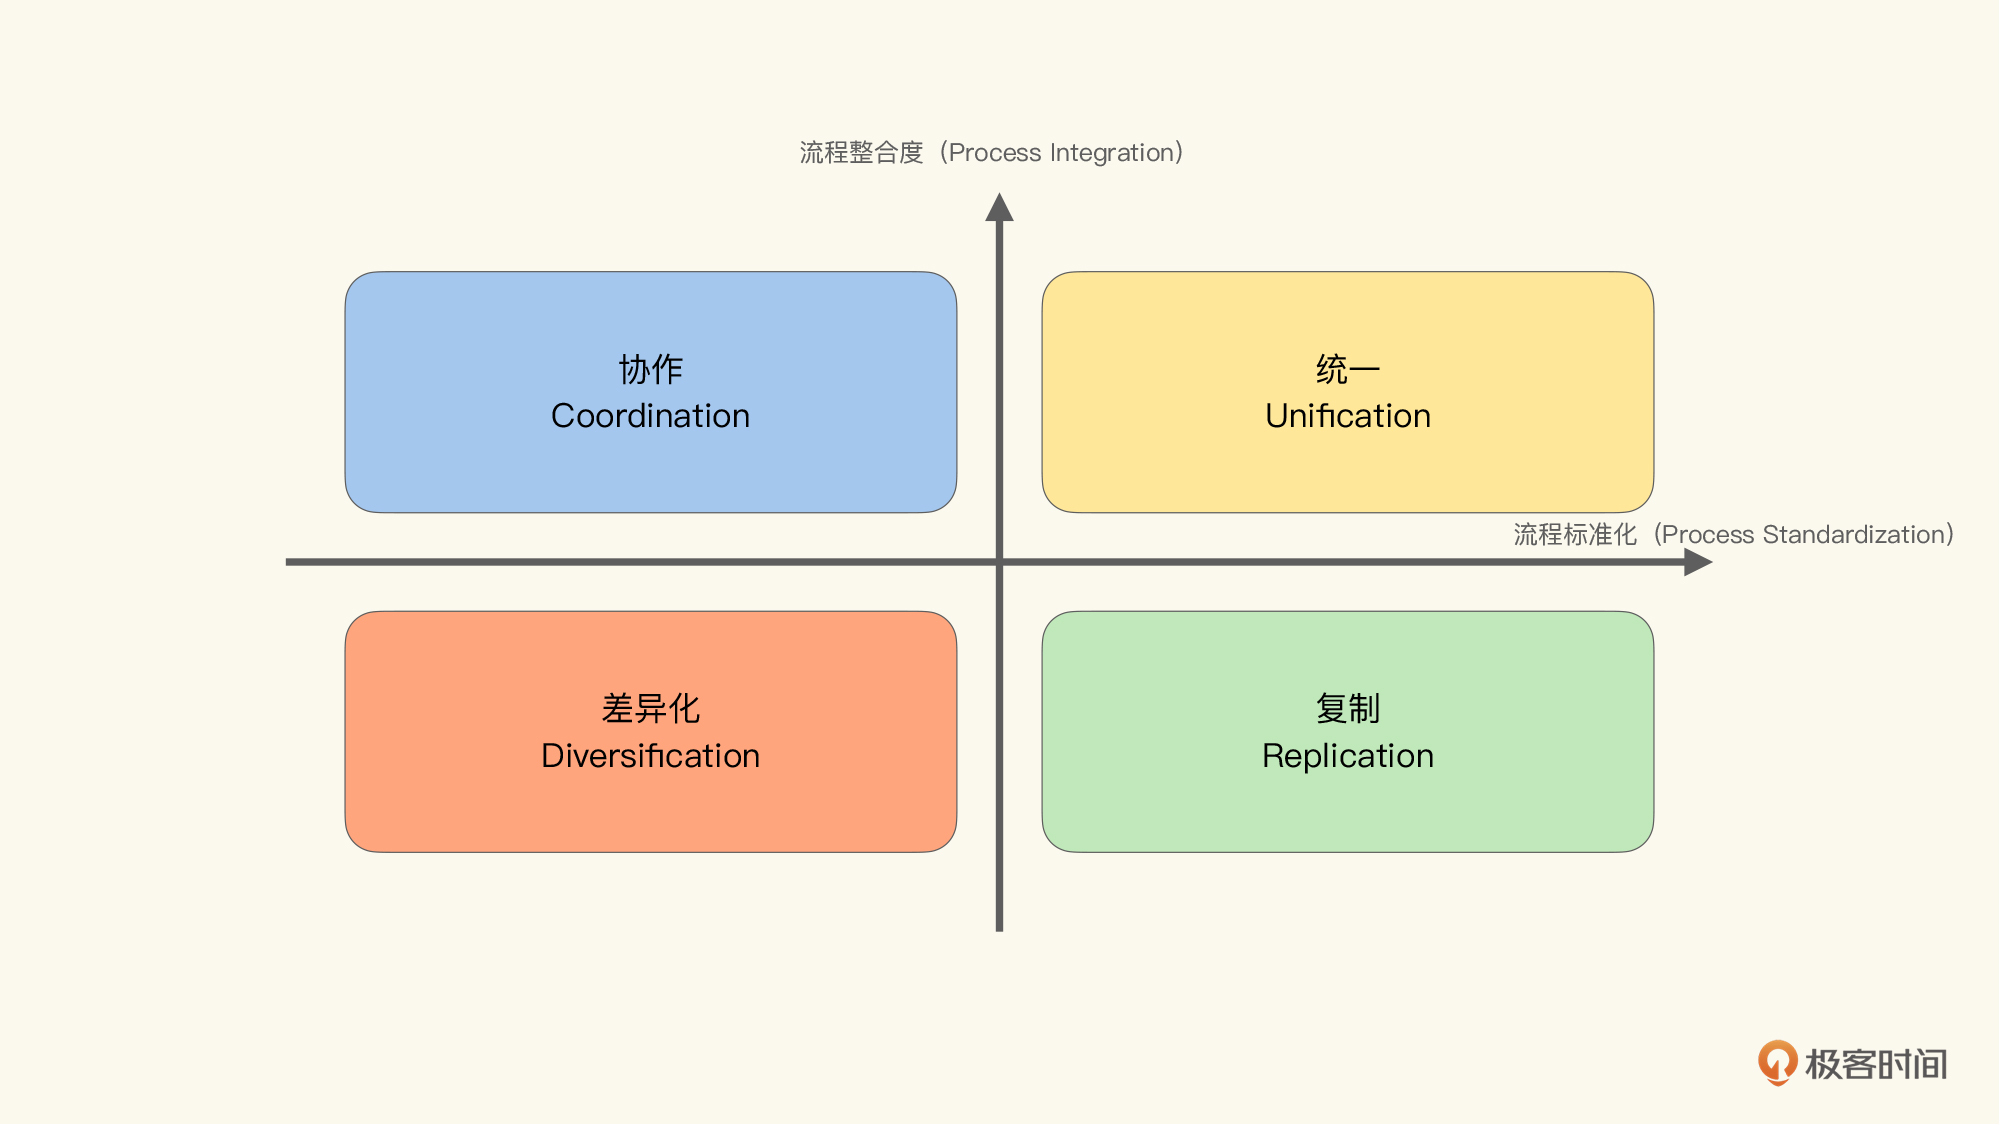 流程整合度（Process Integration）
协作
Coordination
统一
Unification
流程标准化（Process Standardization）
差异化
Diversification
复制
Replication
极客时间